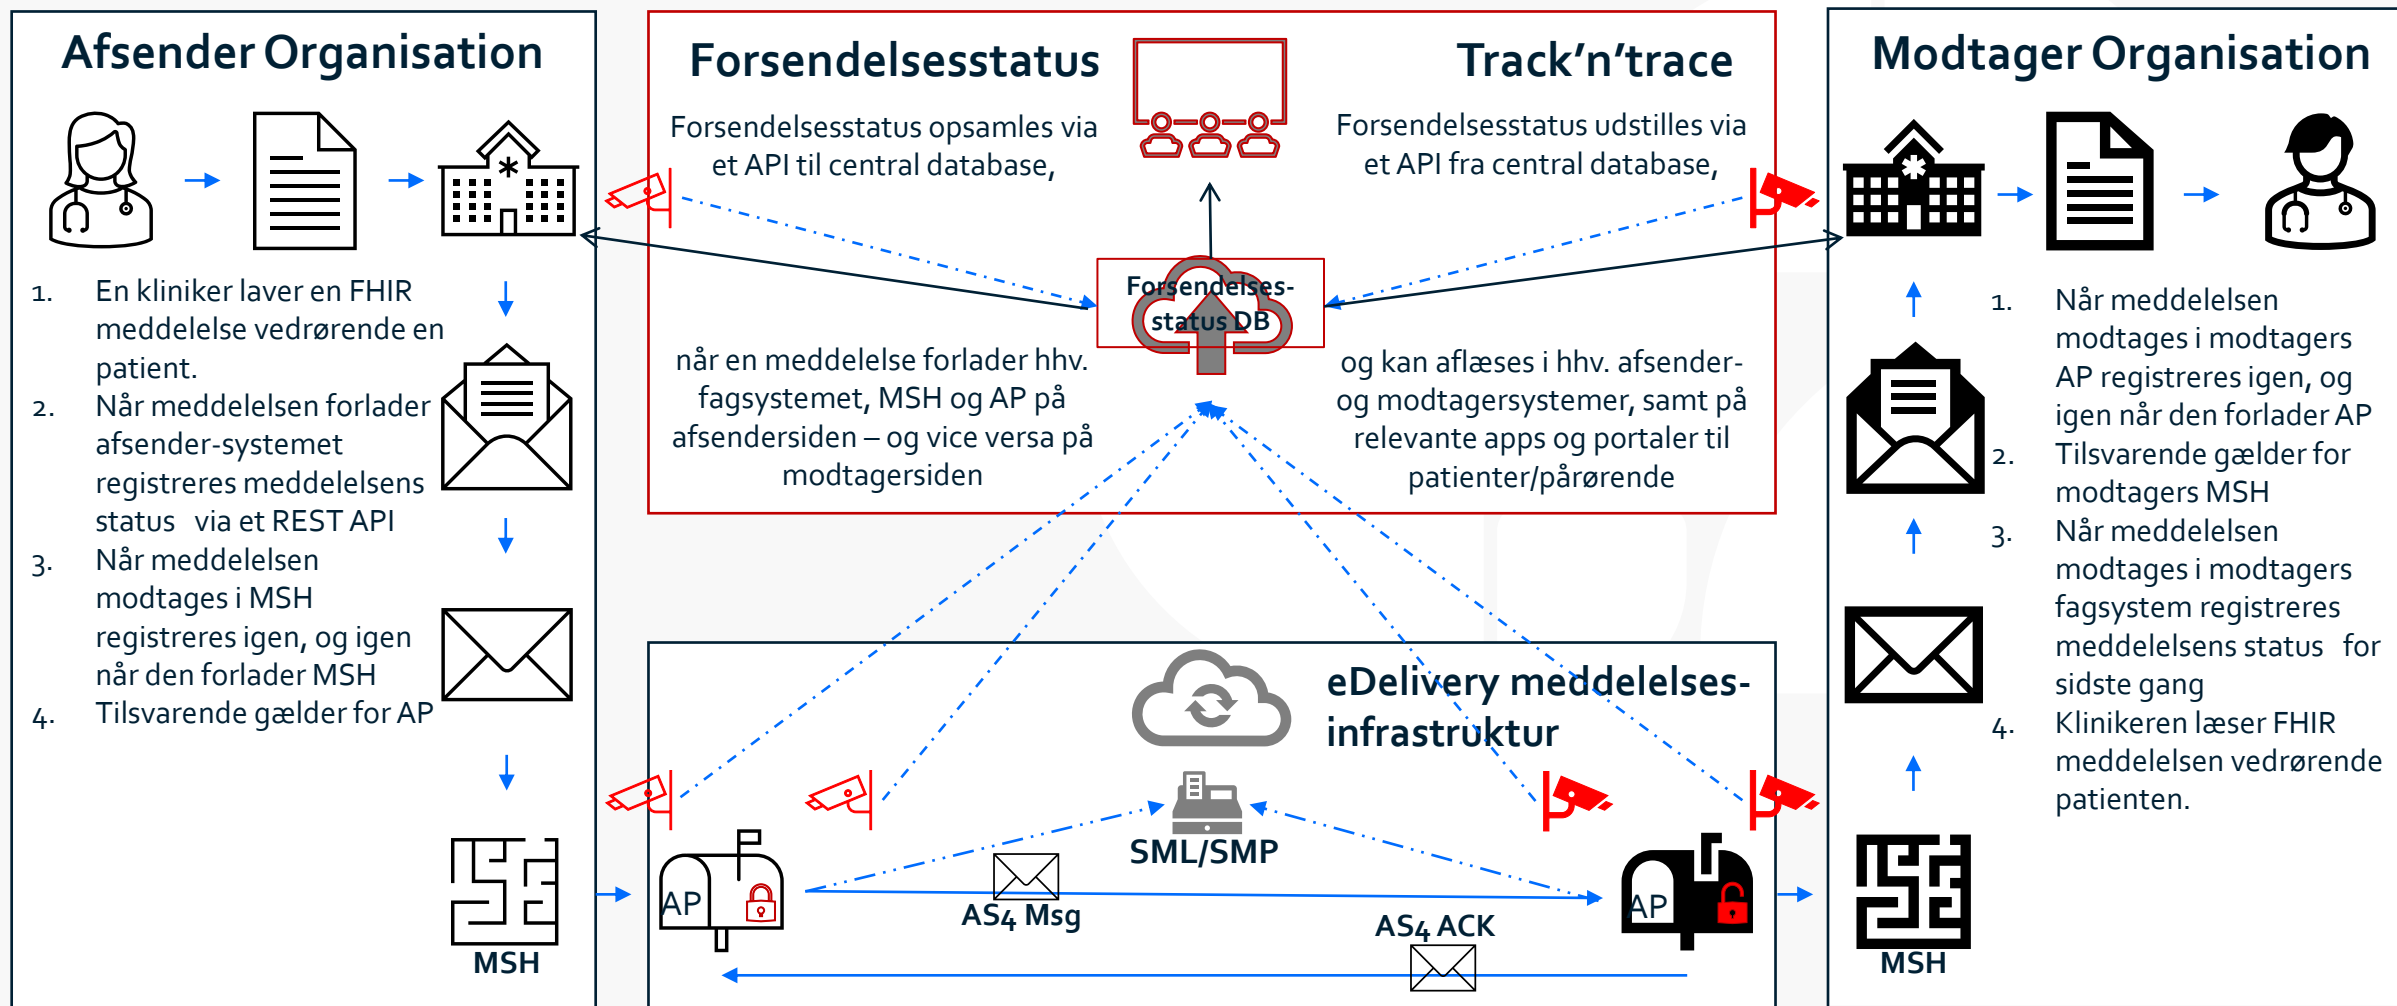 Afsender Organisation
1. En kliniker laver en FHIR
meddelelse vedrørende en
patient.
2. Når meddelelsen forlader
afsender-systemet
registreres meddelelsens
status via et REST API
3. Når meddelelsen
modtages i MSH
registreres igen, og igen
når den forlader MSH
4. Tilsvarende gælder for AP
MSH
Forsendelsesstatus
Forsendelsesstatus opsamles via
et API til central database,
når en meddelelse forlader hhv.
fagsystemet, MSH og AP på
afsendersiden – og vice versa på
modtagersiden
Forsendelses-
status DB
Track'n'trace
Forsendelsesstatus udstilles via
et API fra central database,
og kan aflæses i hhv. afsender-
og modtagersystemer, samt på
relevante apps og portaler til
patienter/pårørende
eDelivery meddelelses-
infrastruktur
SML/SMP
AP
AS4 Msg
AS4 ACK
AP
Modtager Organisation
1. Når meddelelsen
modtages i modtagers
AP registreres igen, og
igen når den forlader AP
2. Tilsvarende gælder for
modtagers MSH
3. Når meddelelsen
modtages i modtagers
fagsystem registreres
meddelelsens status for
sidste gang
4. Klinikeren læser FHIR
meddelelsen vedrørende
patienten.
MSH